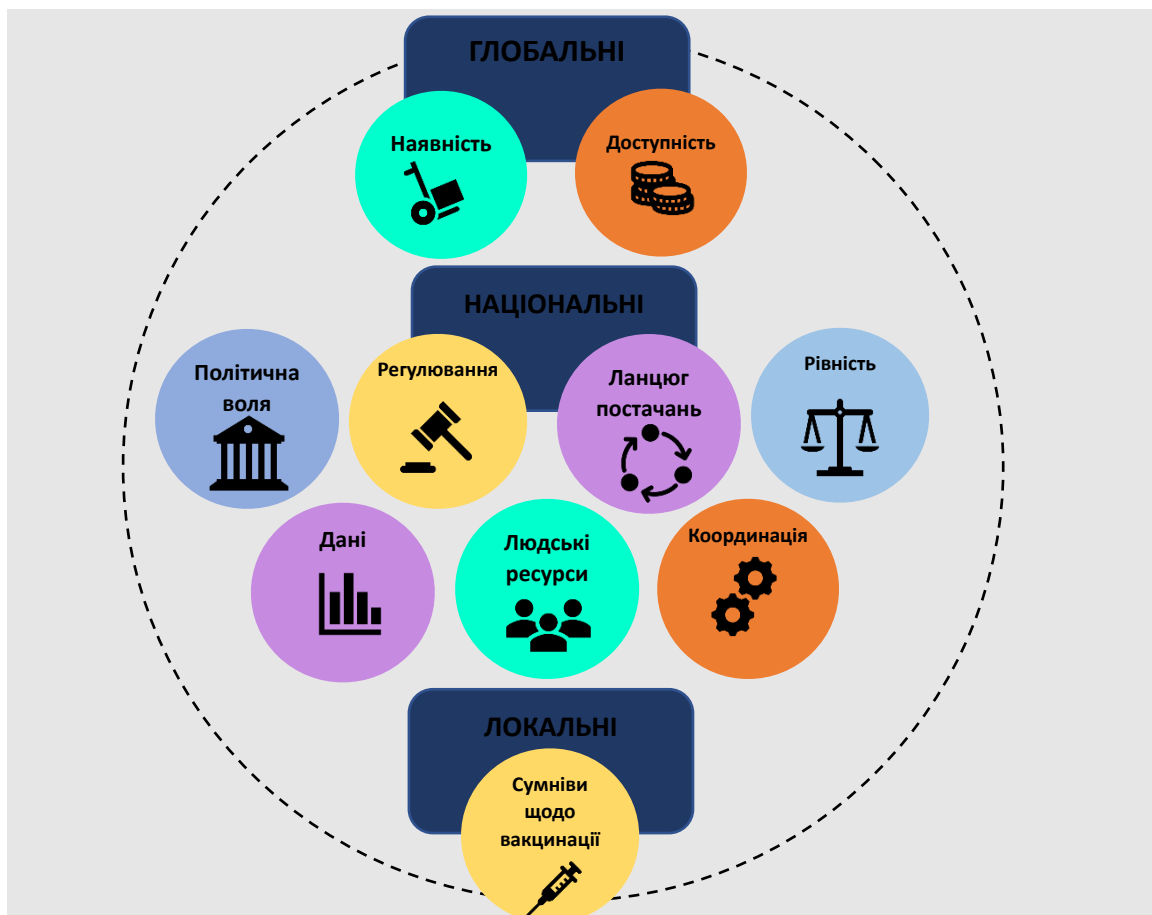 ГЛОБАЛЬНІ
Наявність
Доступність
НАЦІОНАЛЬНІ
Політична
воля
Регулювання
Ланцюг
постачань
Рівність
Дані
Людські
ресурси
Координація
ЛОКАЛЬНІ
Сумніви
щодо
вакцинації